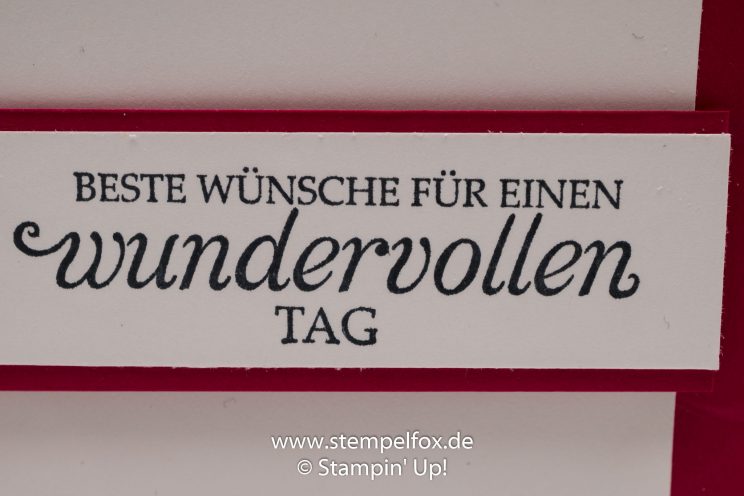 BESTE WÜNSCHE FÜR EINEN
wundervollen
TAG
www.stempelfox.de
© Stampin' Up!